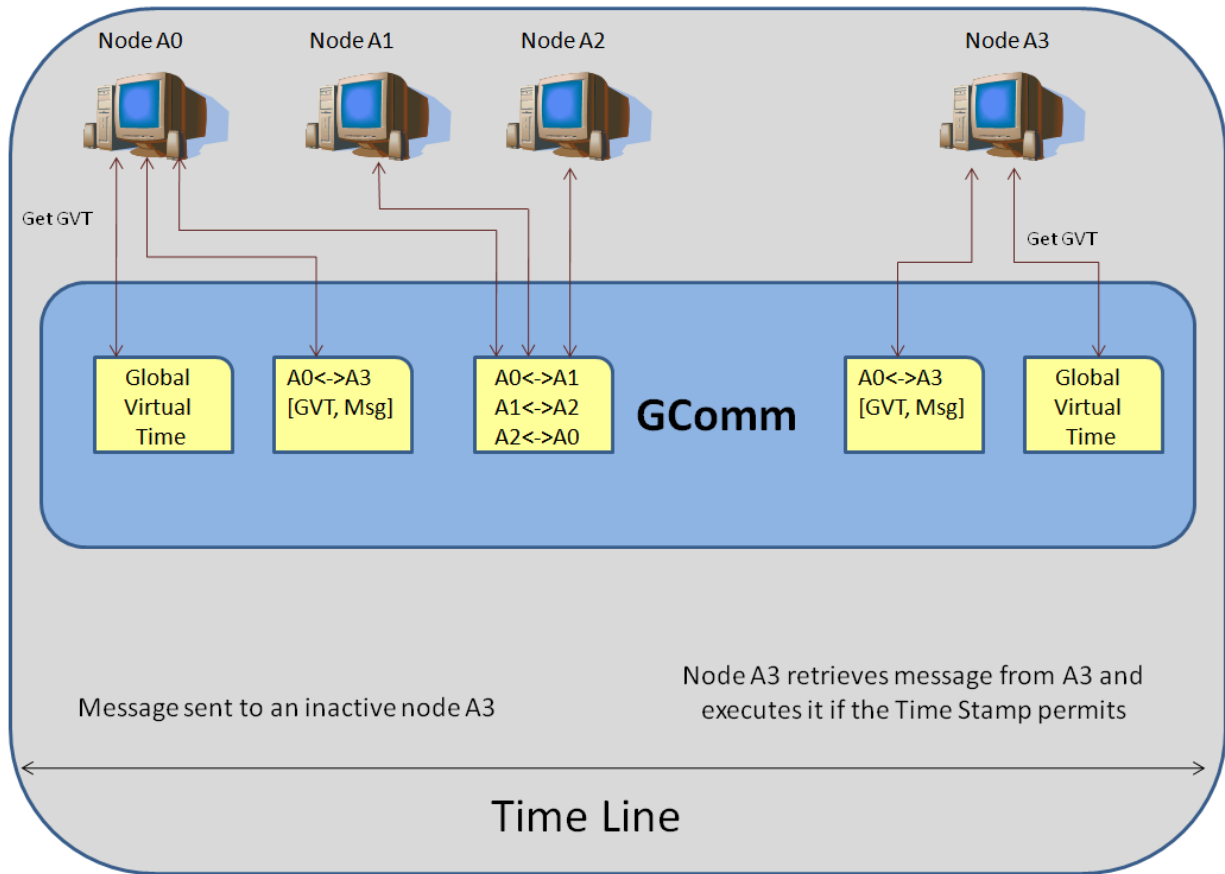 Node A0
Node A1
Node A2
Node A3
Get GVT
Get GVT
Global
Virtual
Time
A0<->A3
[GVT, Msg]
A0<->A1
A1<->A2
A2<->A0
GComm
A0<->A3
[GVT, Msg]
Global
Virtual
Time
Message sent to an inactive node A3
Node A3 retrieves message from A3 and
executes it if the Time Stamp permits
Time Line